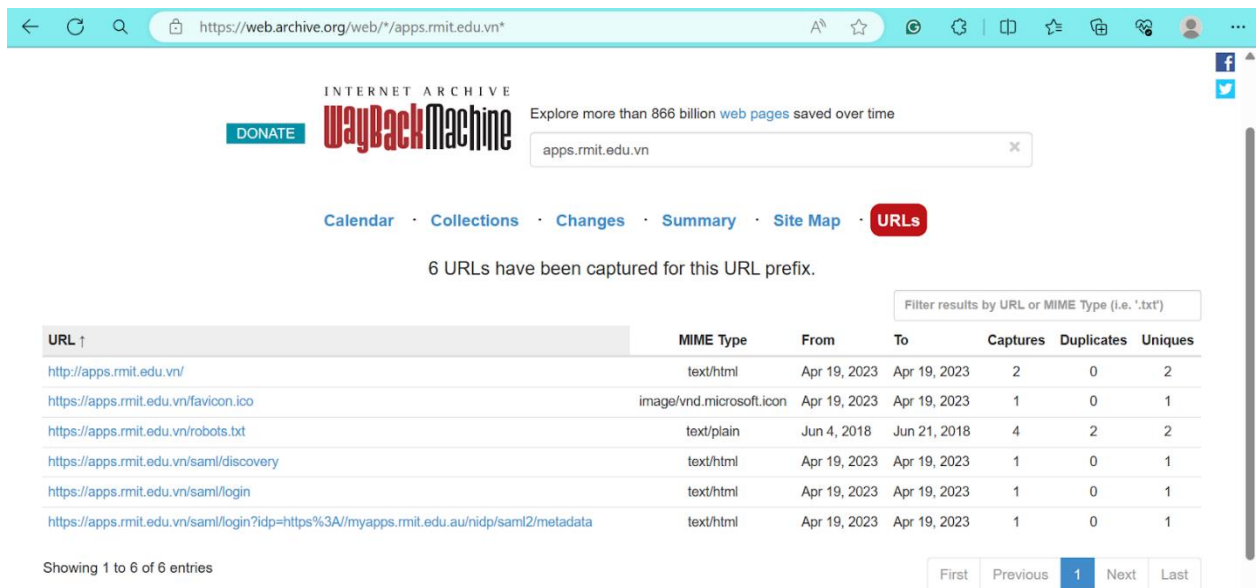 https://web.archive.org/web/*/apps.rmit.edu.vn*
INTERNET ARCHIVE
WayBackMachine
DONATE
Explore more than 866 billion web pages saved over time
apps.rmit.edu.vn
Calendar · Collections · Changes · Summary · Site Map · URLs
6 URLs have been captured for this URL prefix.
Filter results by URL or MIME Type (i.e. '.txt')
URL ↑ MIME Type From To Captures Duplicates Uniques
http://apps.rmit.edu.vn/ text/html Apr 19, 2023 Apr 19, 2023 2 0 2
https://apps.rmit.edu.vn/favicon.ico image/vnd.microsoft.icon Apr 19, 2023 Apr 19, 2023 1 0 1
https://apps.rmit.edu.vn/robots.txt text/plain Jun 4, 2018 Jun 21, 2018 4 2 2
https://apps.rmit.edu.vn/saml/discovery text/html Apr 19, 2023 Apr 19, 2023 1 0 1
https://apps.rmit.edu.vn/saml/login text/html Apr 19, 2023 Apr 19, 2023 1 0 1
https://apps.rmit.edu.vn/saml/login?idp=https%3A//myapps.rmit.edu.au/nidp/saml2/metadata text/html Apr 19, 2023 Apr 19, 2023 1 0 1
Showing 1 to 6 of 6 entries
First Previous 1 Next Last